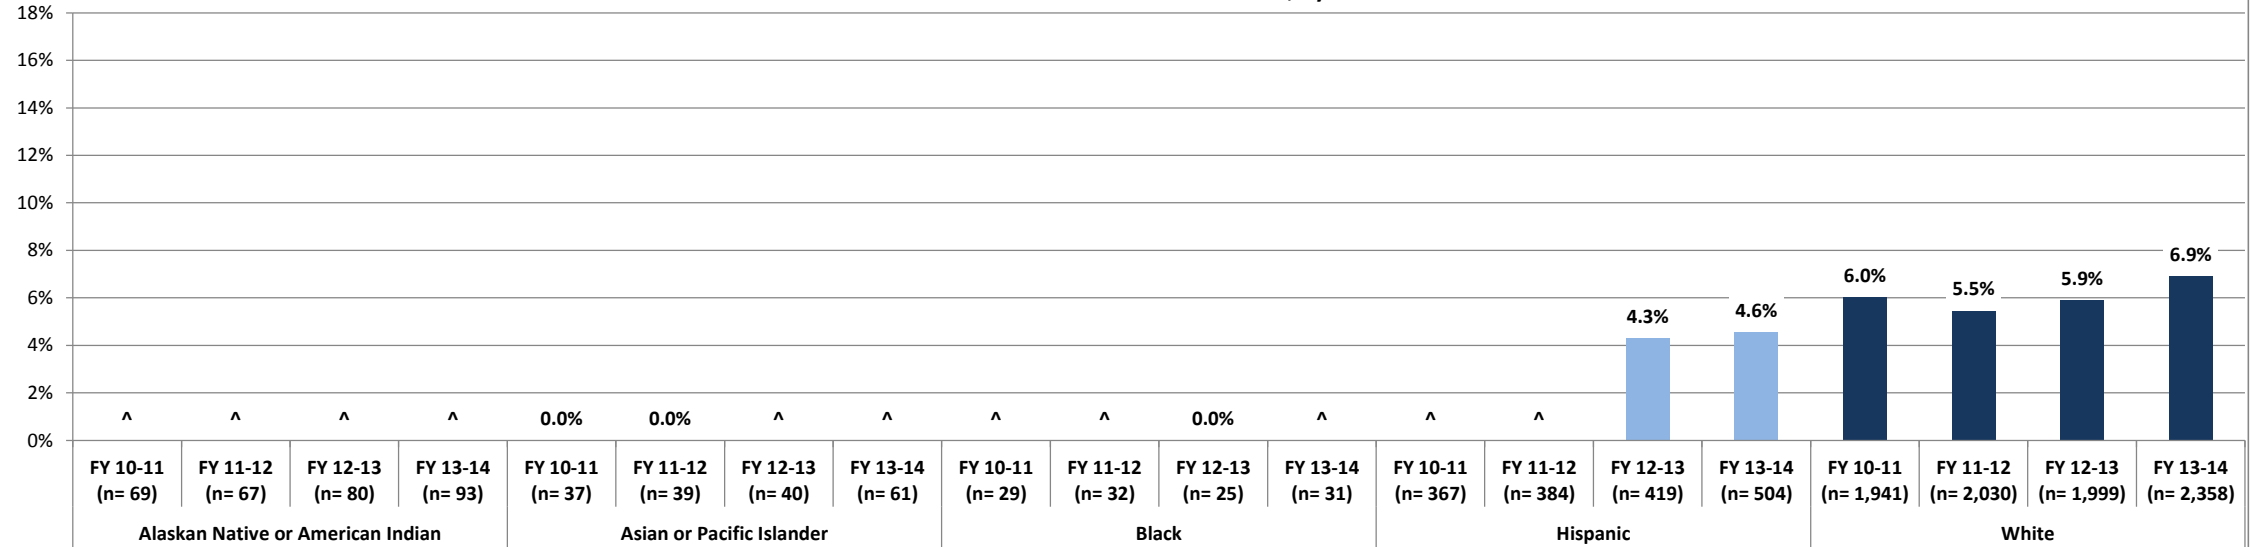 18%
16%
14%
12%
10%
8%
6%
4%
2%
0%
^ ^ ^ ^ 0.0% 0.0% ^ ^ ^ ^ 0.0% ^ ^ ^ 4.3% 4.6% 6.0% 5.5% 5.9% 6.9%
FY 10-11 FY 11-12 FY 12-13 FY 13-14 FY 10-11 FY 11-12 FY 12-13 FY 13-14 FY 10-11 FY 11-12 FY 12-13 FY 13-14 FY 10-11 FY 11-12 FY 12-13 FY 13-14 FY 10-11 FY 11-12 FY 12-13 FY 13-14
(n= 69) (n= 67) (n= 80) (n= 93) (n= 37) (n= 39) (n= 40) (n= 61) (n= 29) (n= 32) (n= 25) (n= 31) (n= 367) (n= 384) (n= 419) (n= 504) (n= 1,941) (n= 2,030) (n= 1,999) (n= 2,358)
Alaskan Native or American Indian Asian or Pacific Islander Black Hispanic White